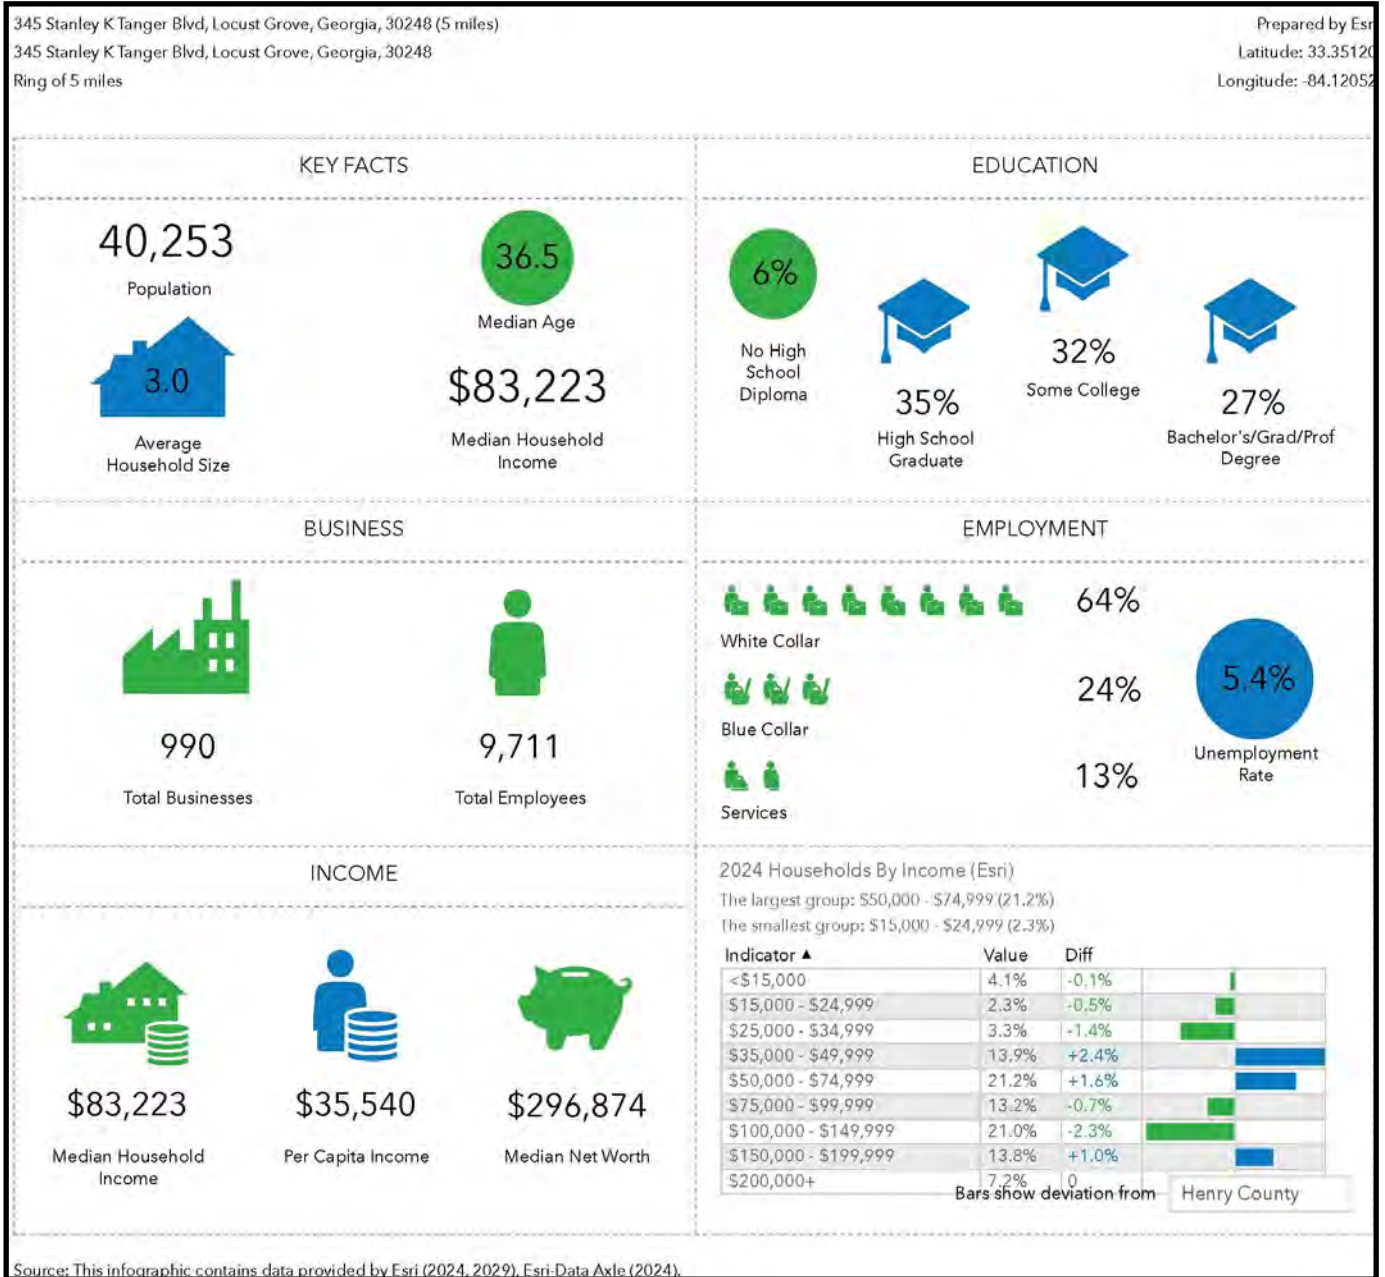 345 Stanley K Tanger Blvd, Locust Grove, Georgia, 30248 (5 miles)
Prepared by Esr
345 Stanley K Tanger Blvd, Locust Grove, Georgia, 30248
Latitude: 33.35120
Ring of 5 miles
Longitude: -84.12052
KEY FACTS
40,253
Population
36.5
Median Age
3.0
Average
Household Size
$83,223
Median Household
Income
EDUCATION
6%
No High
School
Diploma
35%
High School
Graduate
32%
Some College
27%
Bachelor's/Grad/Prof
Degree
BUSINESS
990
Total Businesses
9,711
Total Employees
EMPLOYMENT
64%
White Collar
24%
Blue Collar
13%
Services
5.4%
Unemployment
Rate
INCOME
$83,223
Median Household
Income
$35,540
Per Capita Income
$296,874
Median Net Worth
2024 Households By Income (Esri)
The largest group: $50,000 - $74,999 (21.2%)
The smallest group: $15,000 - $24,999 (2.3%)
Indicator ▲ Value Diff
<$15,000 4.1% -0.1%
$15,000 - $24,999 2.3% -0.5%
$25,000 - $34,999 3.3% -1.4%
$35,000 - $49,999 13.9% +2.4%
$50,000 - $74,999 21.2% +1.6%
$75,000 - $99,999 13.2% -0.7%
$100,000 - $149,999 21.0% -2.3%
$150,000 - $199,999 13.8% +1.0%
$200,000+ 7.2% 0
Bars show deviation from Henry County
Source: This infographic contains data provided by Esri (2024, 2029), Esri-Data Axle (2024).